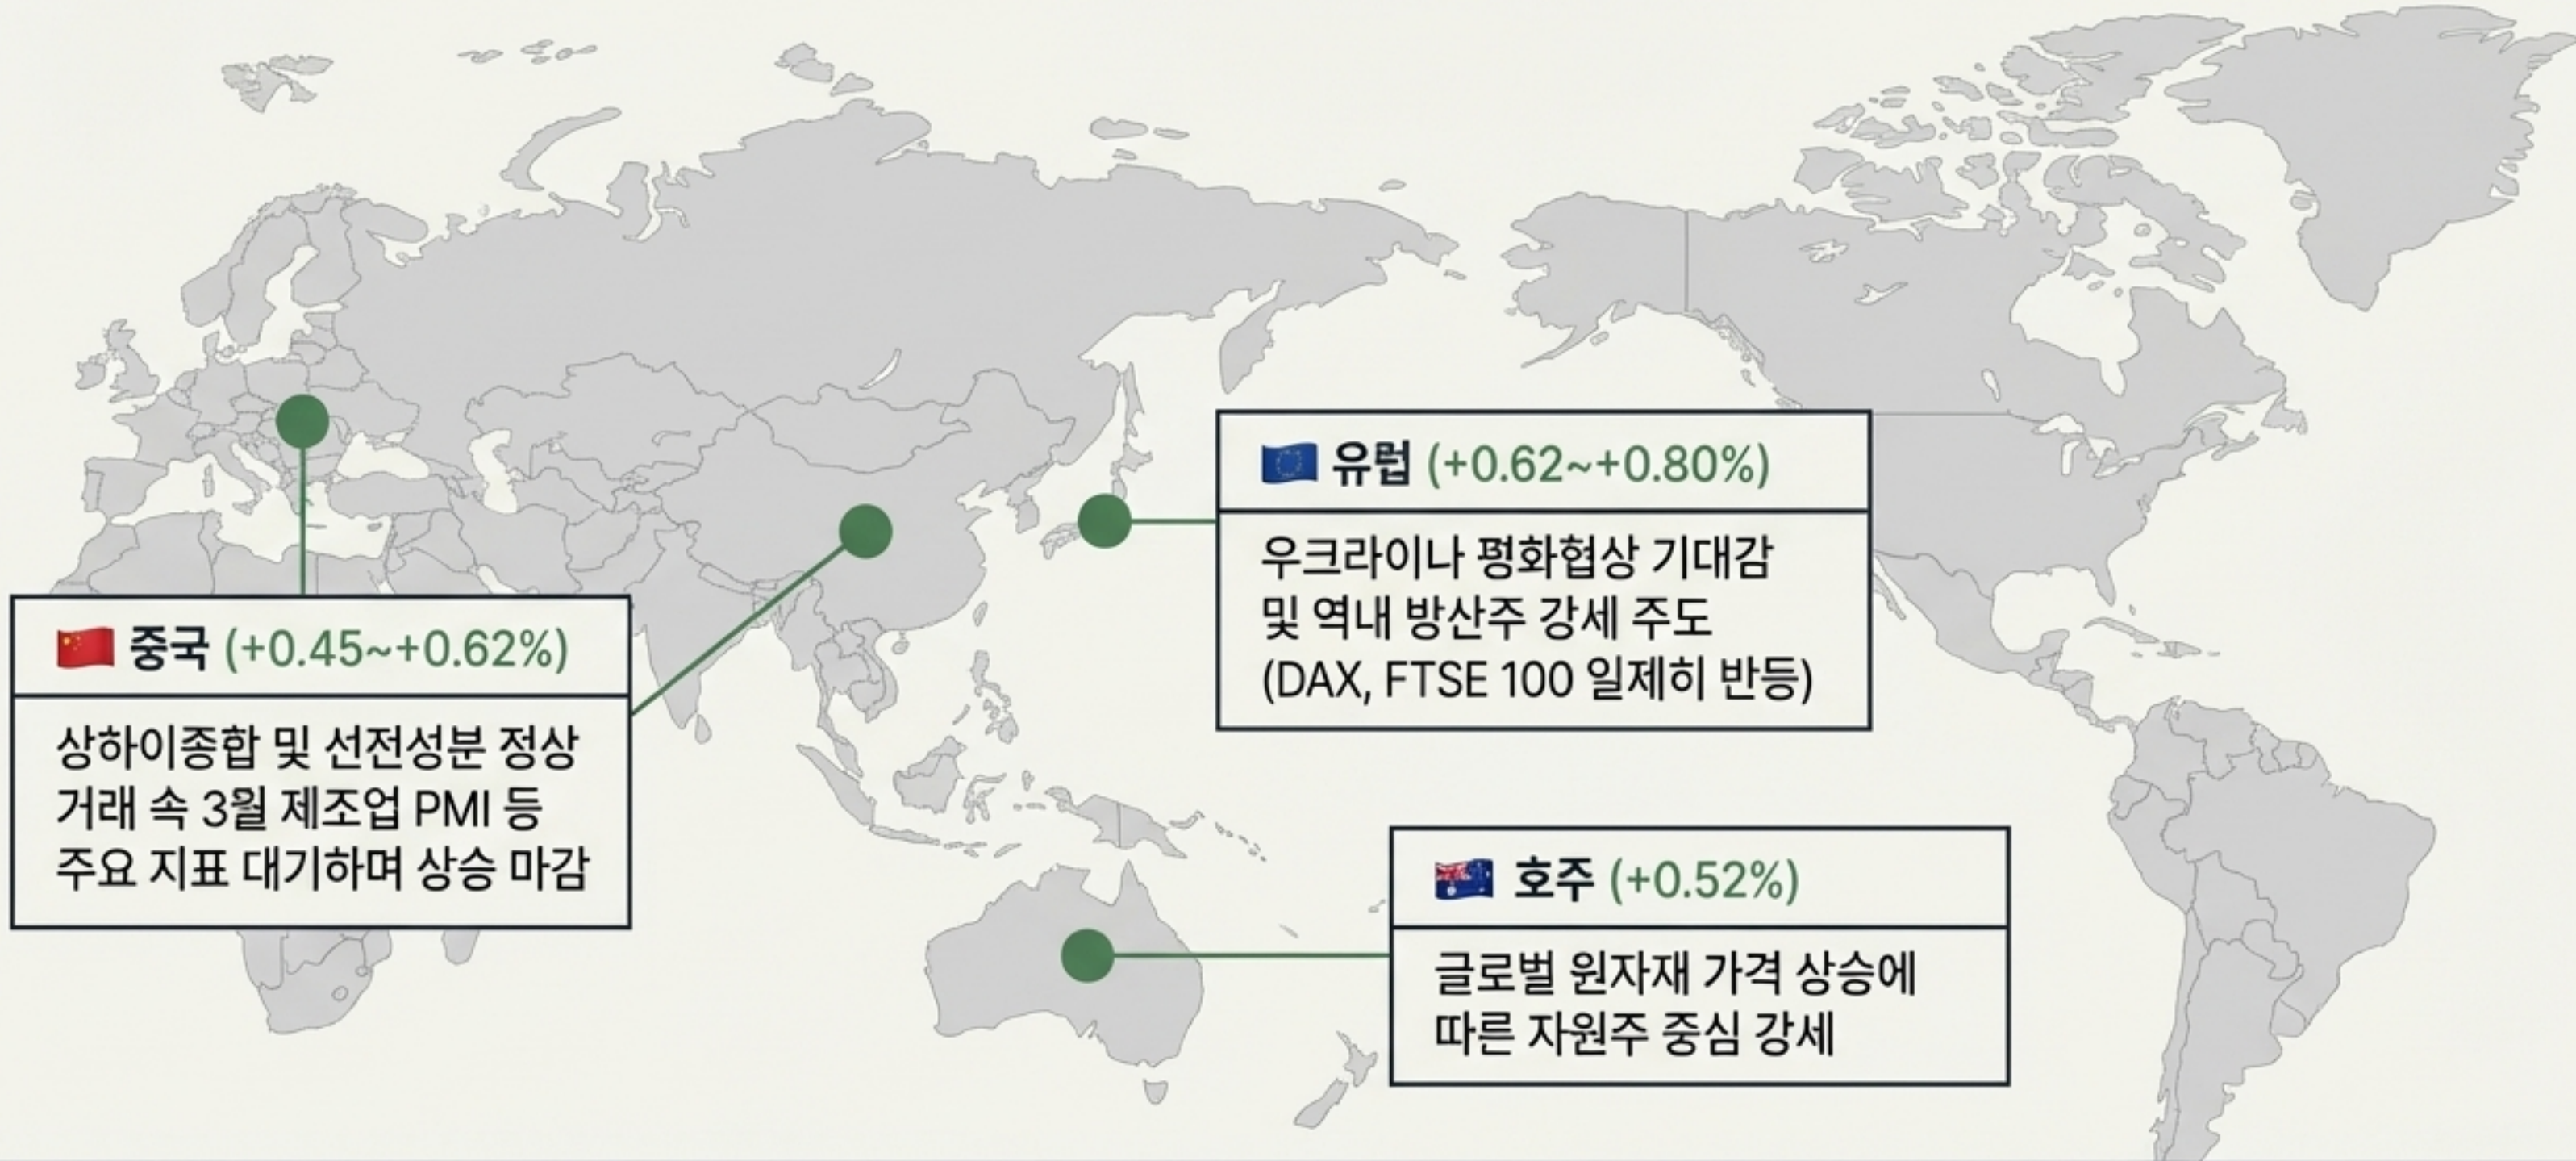 유럽 (+0.62~+0.80%)
우크라이나 평화협상 기대감
및 역내 방산주 강세 주도
(DAX, FTSE 100 일제히 반등)
중국 (+0.45~+0.62%)
상하이종합 및 선전성분 정상
거래 속 3월 제조업 PMI 등
주요 지표 대기하며 상승 마감
호주 (+0.52%)
글로벌 원자재 가격 상승에
따른 자원주 중심 강세